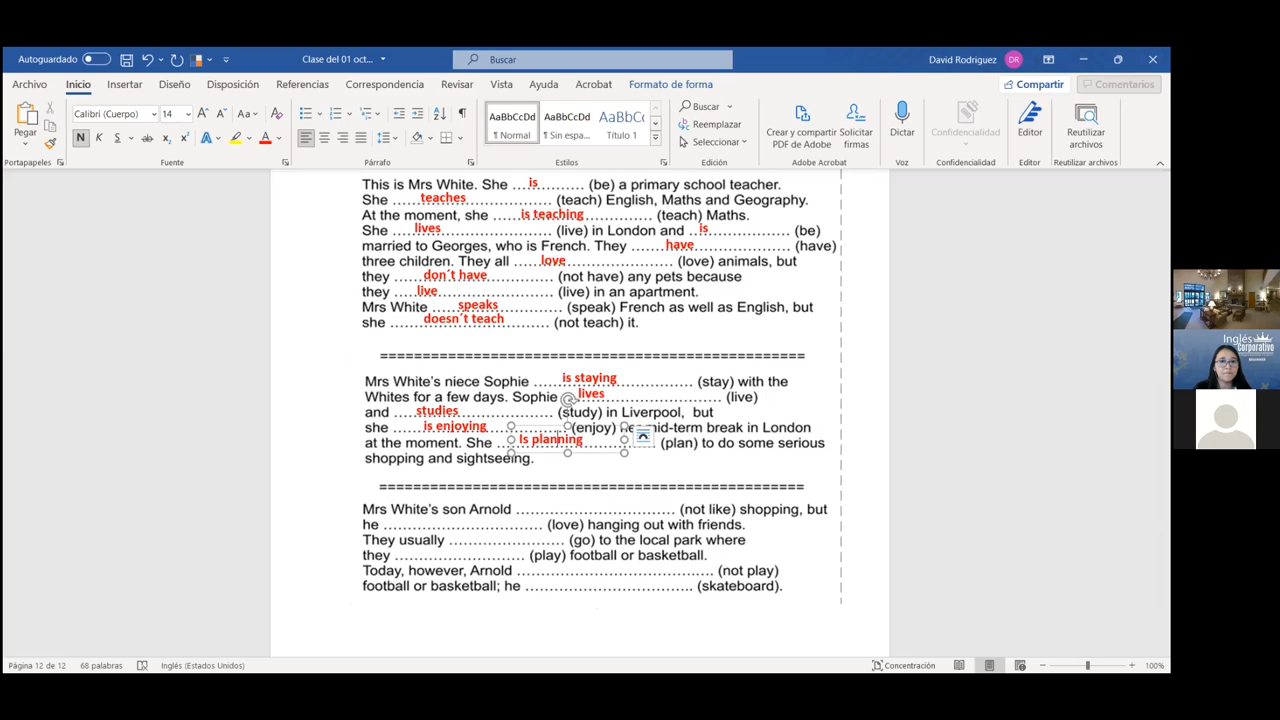 Autoguardado
Clase del 01 oct...
Buscar
David Rodriguez DR
Archivo Inicio Insertar Diseño Disposición Referencias Correspondencia Revisar Vista Ayuda Acrobat Formato de forma
Compartir Comentarios
Pegar
Calibri (Cuerpo) 14
N K S
AaBbCcDd AaBbCcDd AaBbC
¶ Normal ¶ Sin espa... Título 1
Buscar
Reemplazar
Seleccionar
Crear y compartir PDF de Adobe
Solicitar firmas
Dictar
Confidencialidad
Editor
Reutilizar archivos
Portapapeles Fuente Párrafo Estilos Edición Adobe Acrobat Voz Confidencialidad Editor Reutilizar archivos
This is Mrs White. She …is……… (be) a primary school teacher.
She ……teaches………… (teach) English, Maths and Geography.
At the moment, she ……is teaching………… (teach) Maths.
She ……lives………… (live) in London and …is………… (be)
married to Georges, who is French. They ……have………… (have)
three children. They all ……love………… (love) animals, but
they ……don´t have………… (not have) any pets because
they ……live………… (live) in an apartment.
Mrs White ……speaks………… (speak) French as well as English, but
she ……doesn´t teach………… (not teach) it.
================================================
Mrs White's niece Sophie ……is staying………… (stay) with the
Whites for a few days. Sophie ……lives………… (live)
and ……studies………… (study) in Liverpool, but
she ……is enjoying………… (enjoy) her mid-term break in London
at the moment. She ……Is planning………… (plan) to do some serious
shopping and sightseeing.
================================================
Mrs White's son Arnold ……………………………… (not like) shopping, but
he ……………………………… (love) hanging out with friends.
They usually ……………………… (go) to the local park where
they ……………………… (play) football or basketball.
Today, however, Arnold ……………………………………… (not play)
football or basketball; he ……………………………… (skateboard).
Página 12 de 12 68 palabras Inglés (Estados Unidos) Concentración 100%
Inglés
Corporativo
BEGINNER